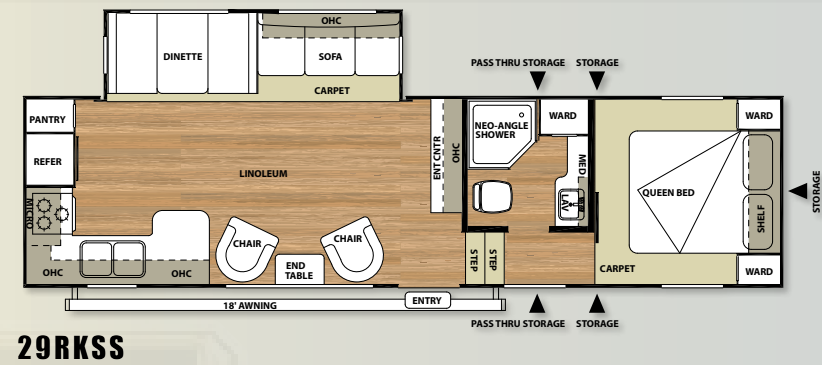 OHC
DINETTE
SOFA
CARPET
PASS THRU STORAGE
STORAGE
PANTRY
REFER
MICRO
OHC
OHC
LINOLEUM
CHAIR
CHAIR
END
TABLE
ENT CNTR
OHC
NEO-ANGLE
SHOWER
WARD
MED
LAV
STEP
STEP
WARD
QUEEN BED
SHELF
CARPET
WARD
STORAGE
18' AWNING
ENTRY
PASS THRU STORAGE
STORAGE
29RKSS